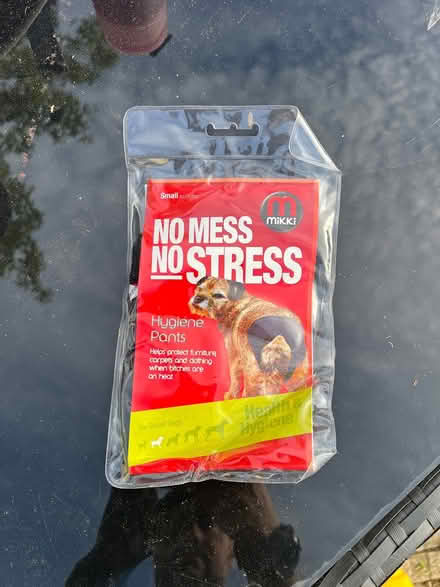 Small
mikki
NO MESS
NO STRESS
Hygiene
Pants
Helps protect furniture,
carpets and clothing
when bitches are
on heat
Health &
Hygiene